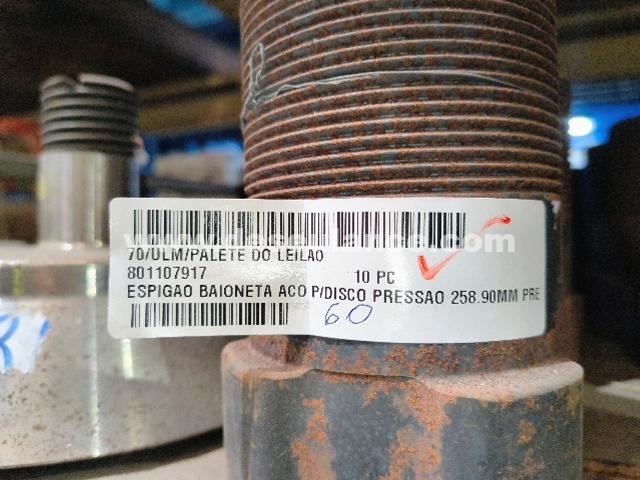 70/ULM/PALETE DO LEILAO
801107917 10 PC
ESPIGAO BAIONETA ACO P/DISCO PRESSAO 258.90MM PRE
60